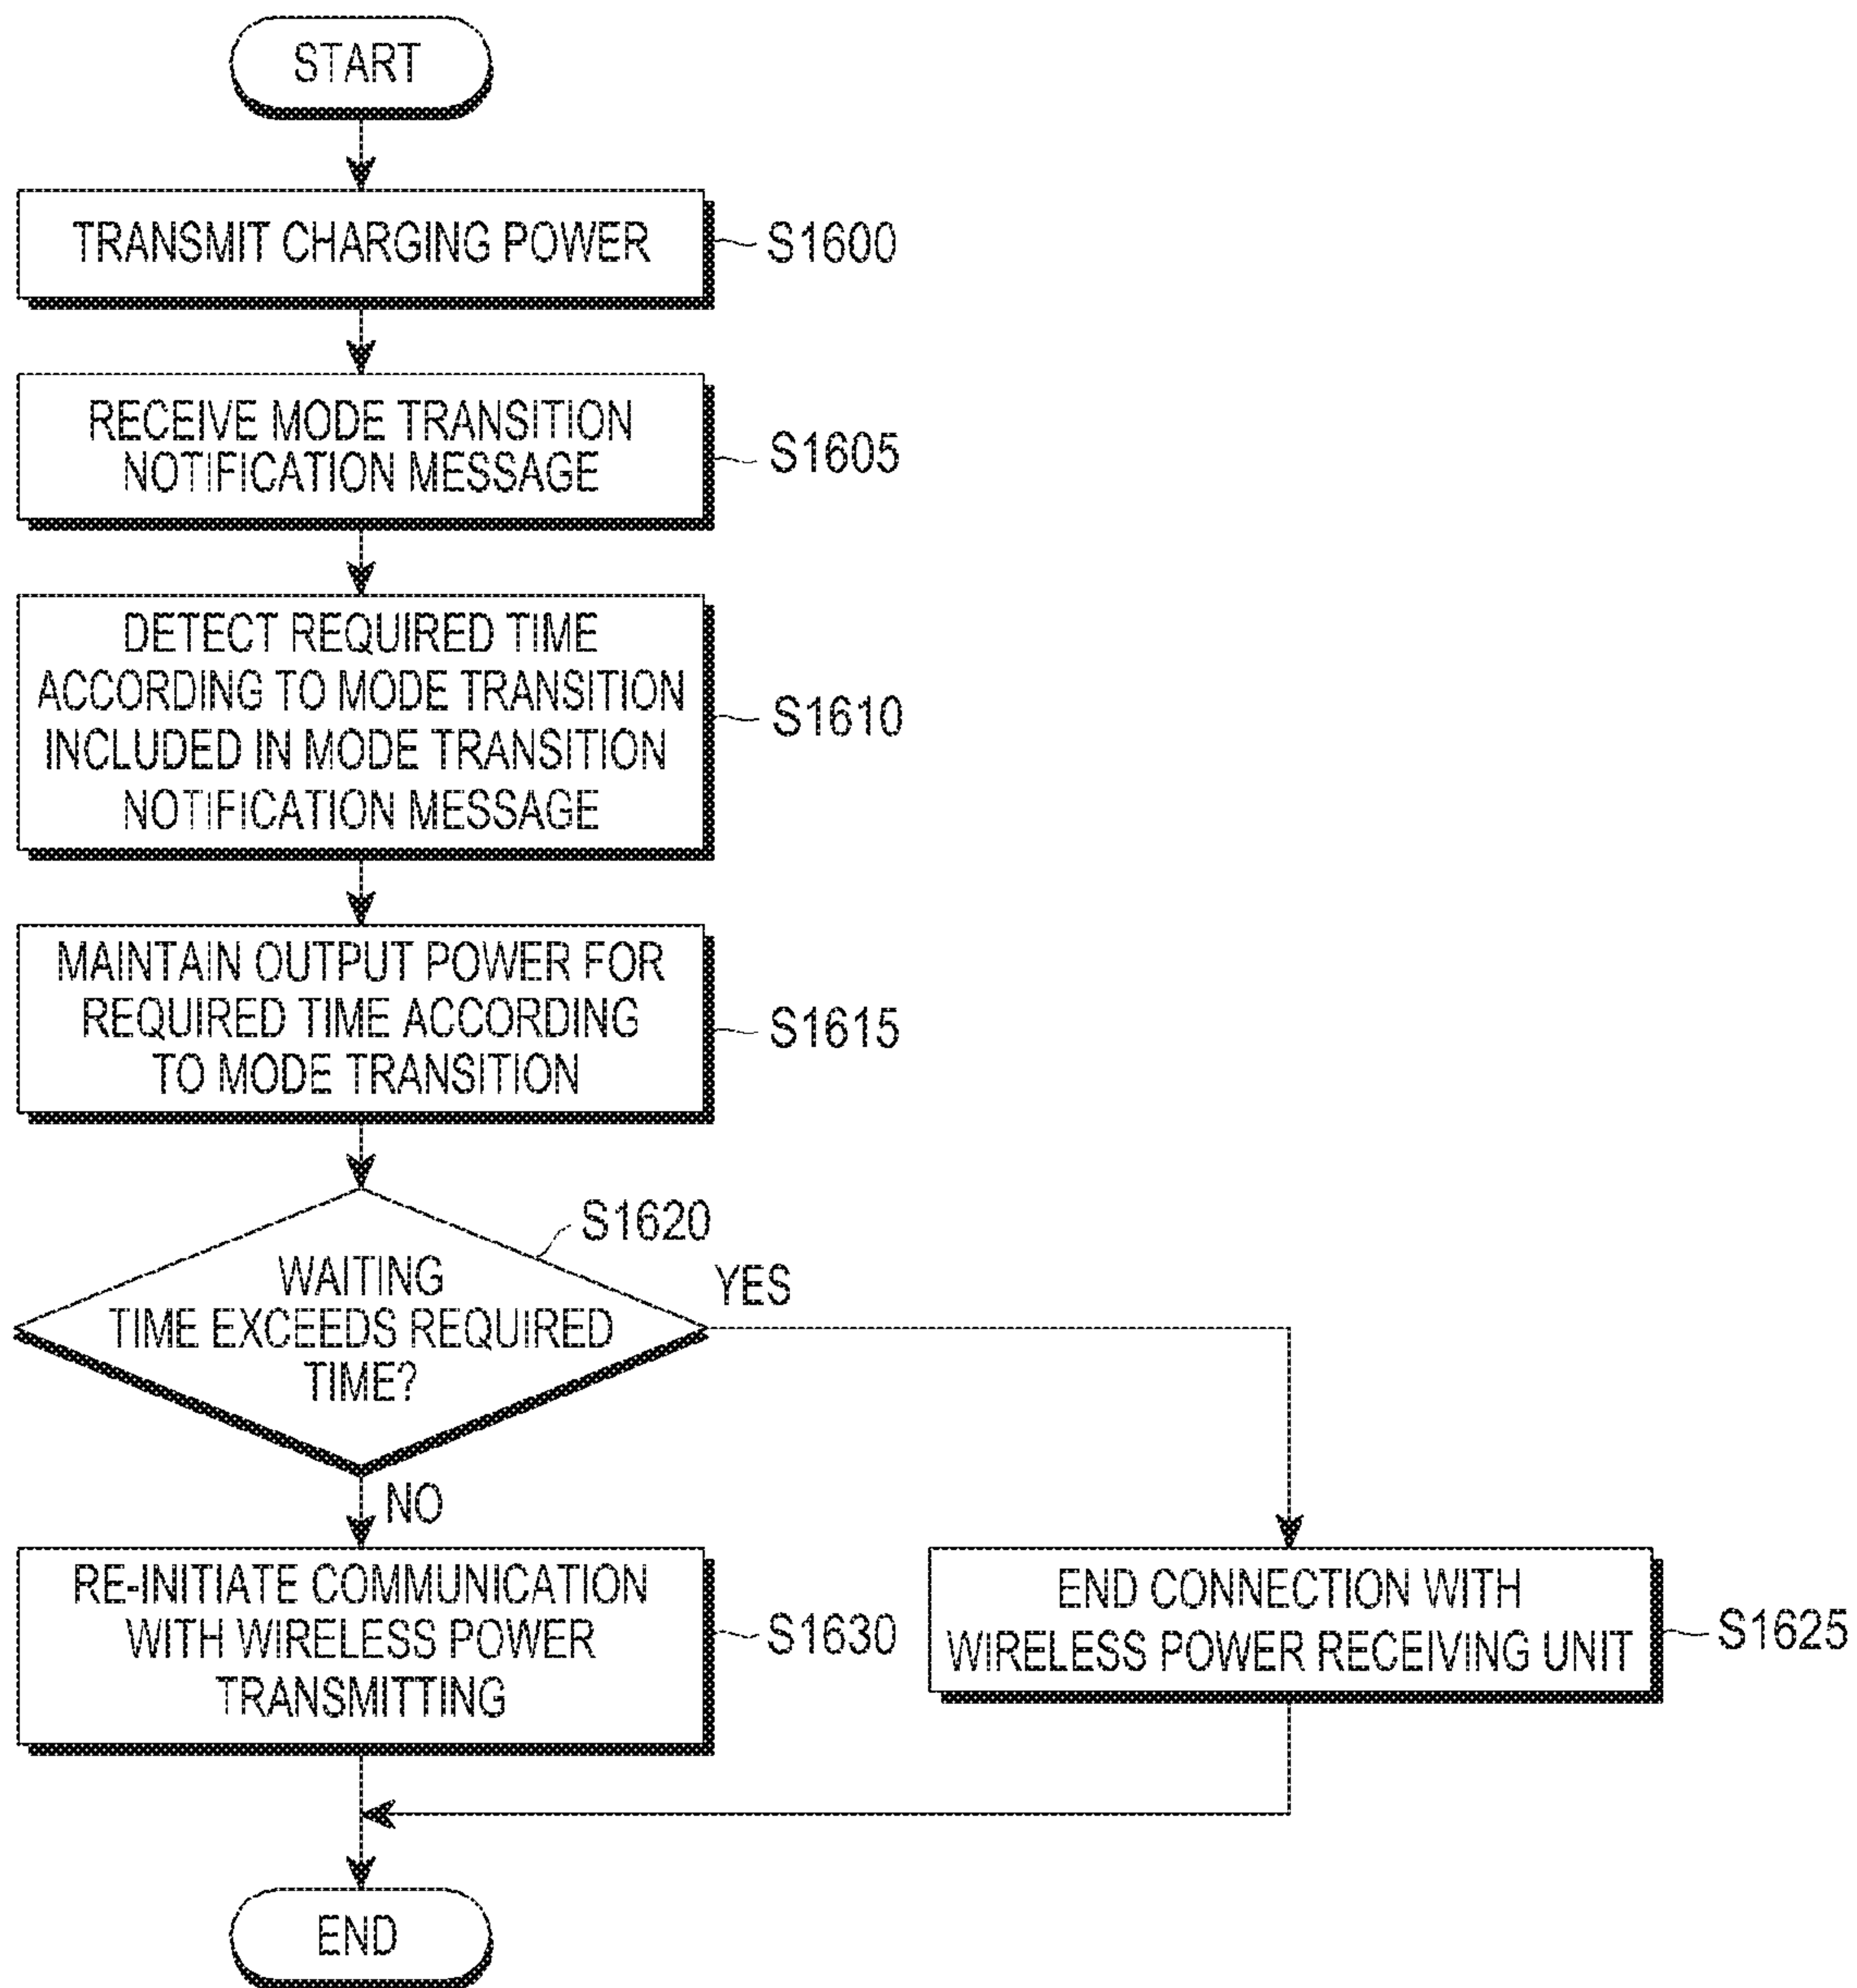 START
TRANSMIT CHARGING POWER
S1600
RECEIVE MODE TRANSITION
NOTIFICATION MESSAGE
S1605
DETECT REQUIRED TIME
ACCORDING TO MODE TRANSITION
INCLUDED IN MODE TRANSITION
NOTIFICATION MESSAGE
S1610
MAINTAIN OUTPUT POWER FOR
REQUIRED TIME ACCORDING
TO MODE TRANSITION
S1615
S1620
WAITING
TIME EXCEEDS REQUIRED
TIME?
YES
NO
RE-INITIATE COMMUNICATION
WITH WIRELESS POWER
TRANSMITTING
S1630
END CONNECTION WITH
WIRELESS POWER RECEIVING UNIT
S1625
END